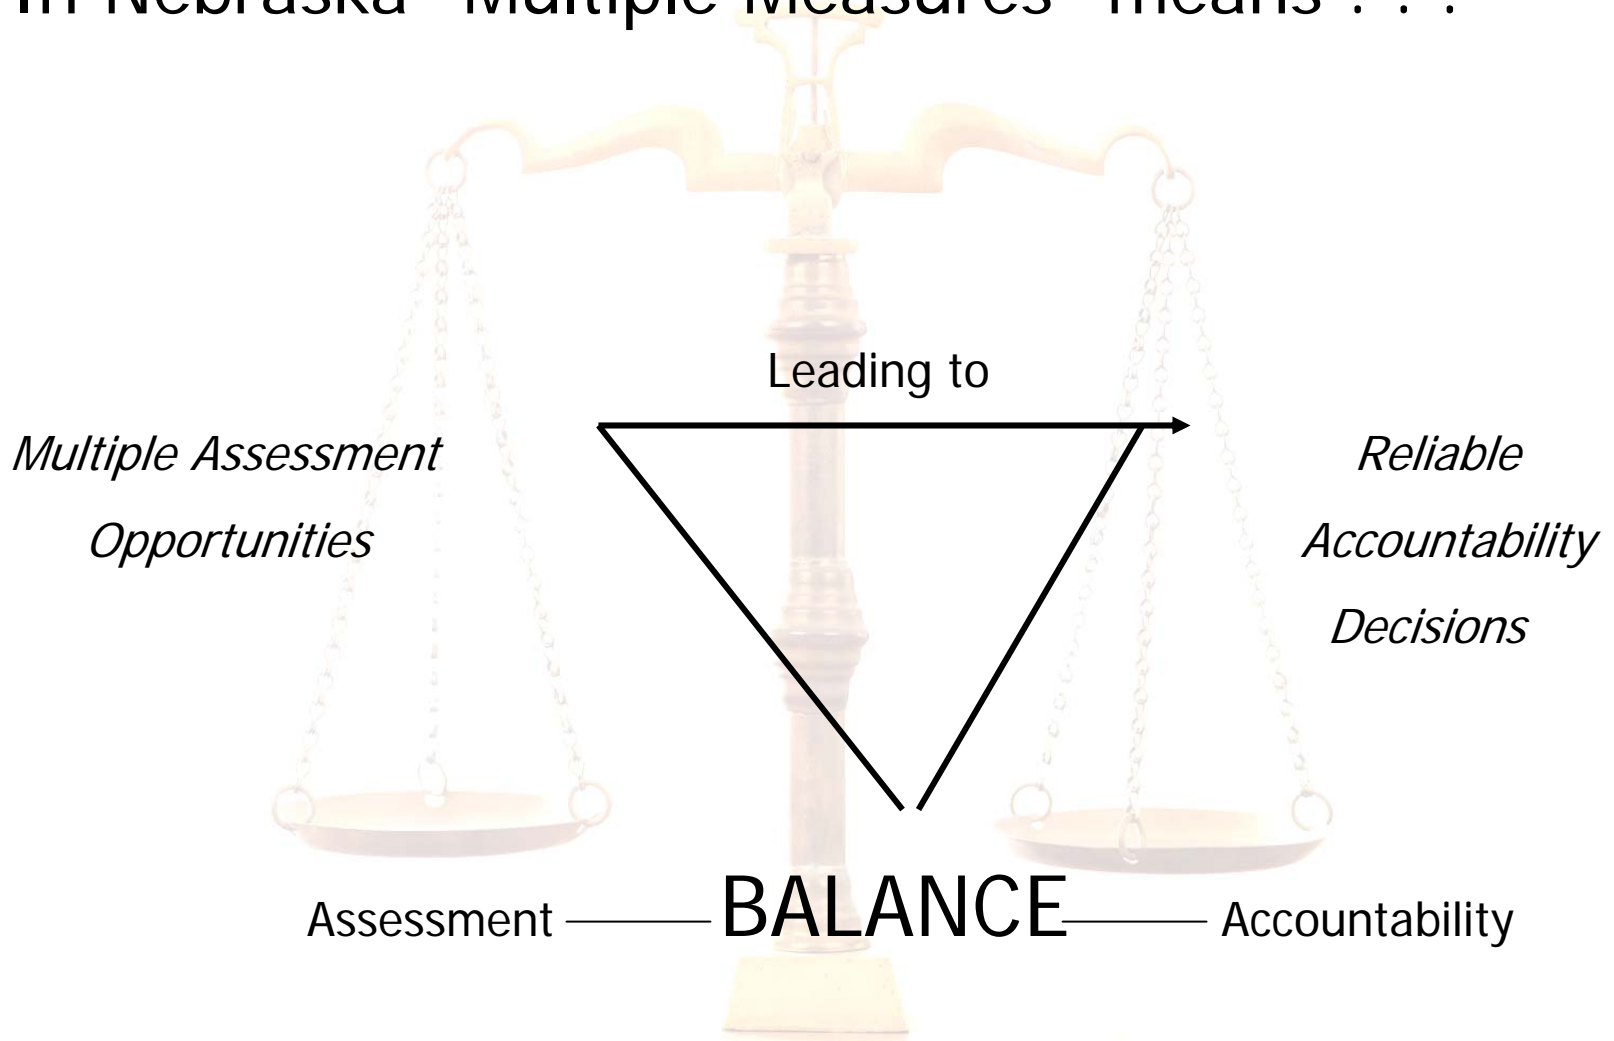 In Nebraska "Multiple Measures" means . . .
Leading to
Multiple Assessment
Opportunities
Reliable
Accountability
Decisions
Assessment BALANCE Accountability